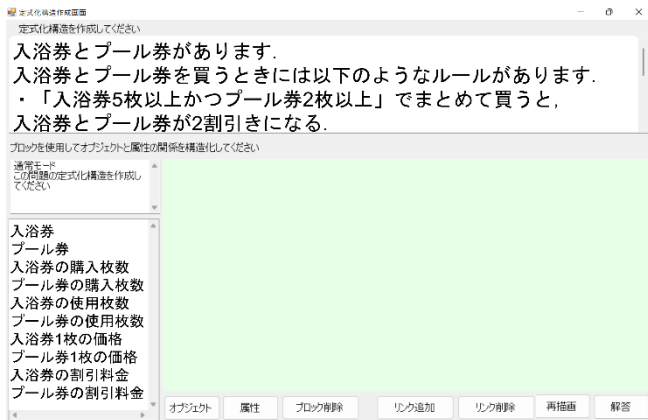 定式化構造作成画面
定式化構造を作成してください
入浴券とプール券があります.
入浴券とプール券を買うときには以下のようなルールがあります.
・「入浴券5枚以上かつプール券2枚以上」でまとめて買うと,
入浴券とプール券が2割引きになる.
ブロックを使用してオブジェクトと属性の関係を構造化してください
通常モード
この問題の定式化構造を作成し
てください
入浴券
プール券
入浴券の購入枚数
プール券の購入枚数
入浴券の使用枚数
プール券の使用枚数
入浴券1枚の価格
プール券1枚の価格
入浴券の割引料金
プール券の割引料金
オブジェクト 属性 ブロック削除 リンク追加 リンク削除 再描画 解答